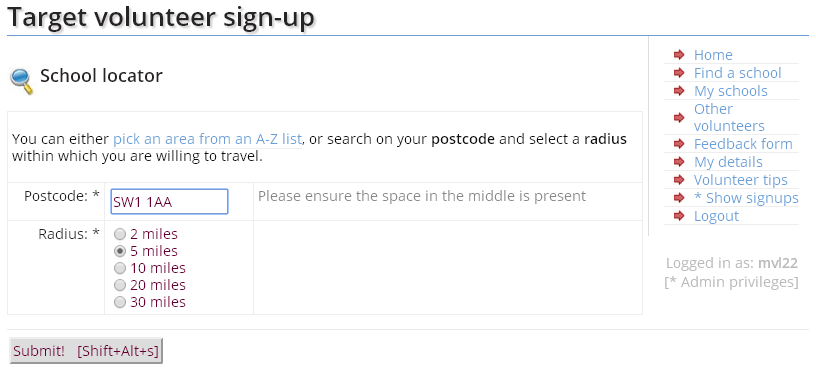 Target volunteer sign-up
School locator
You can either pick an area from an A-Z list, or search on your postcode and select a radius
within which you are willing to travel.
Postcode: * SW1 1AA Please ensure the space in the middle is present
Radius: * 2 miles
5 miles
10 miles
20 miles
30 miles
Submit! [Shift+Alt+s]
Home
Find a school
My schools
Other
volunteers
Feedback form
My details
Volunteer tips
* Show signups
Logout
Logged in as: mvl22
[* Admin privileges]